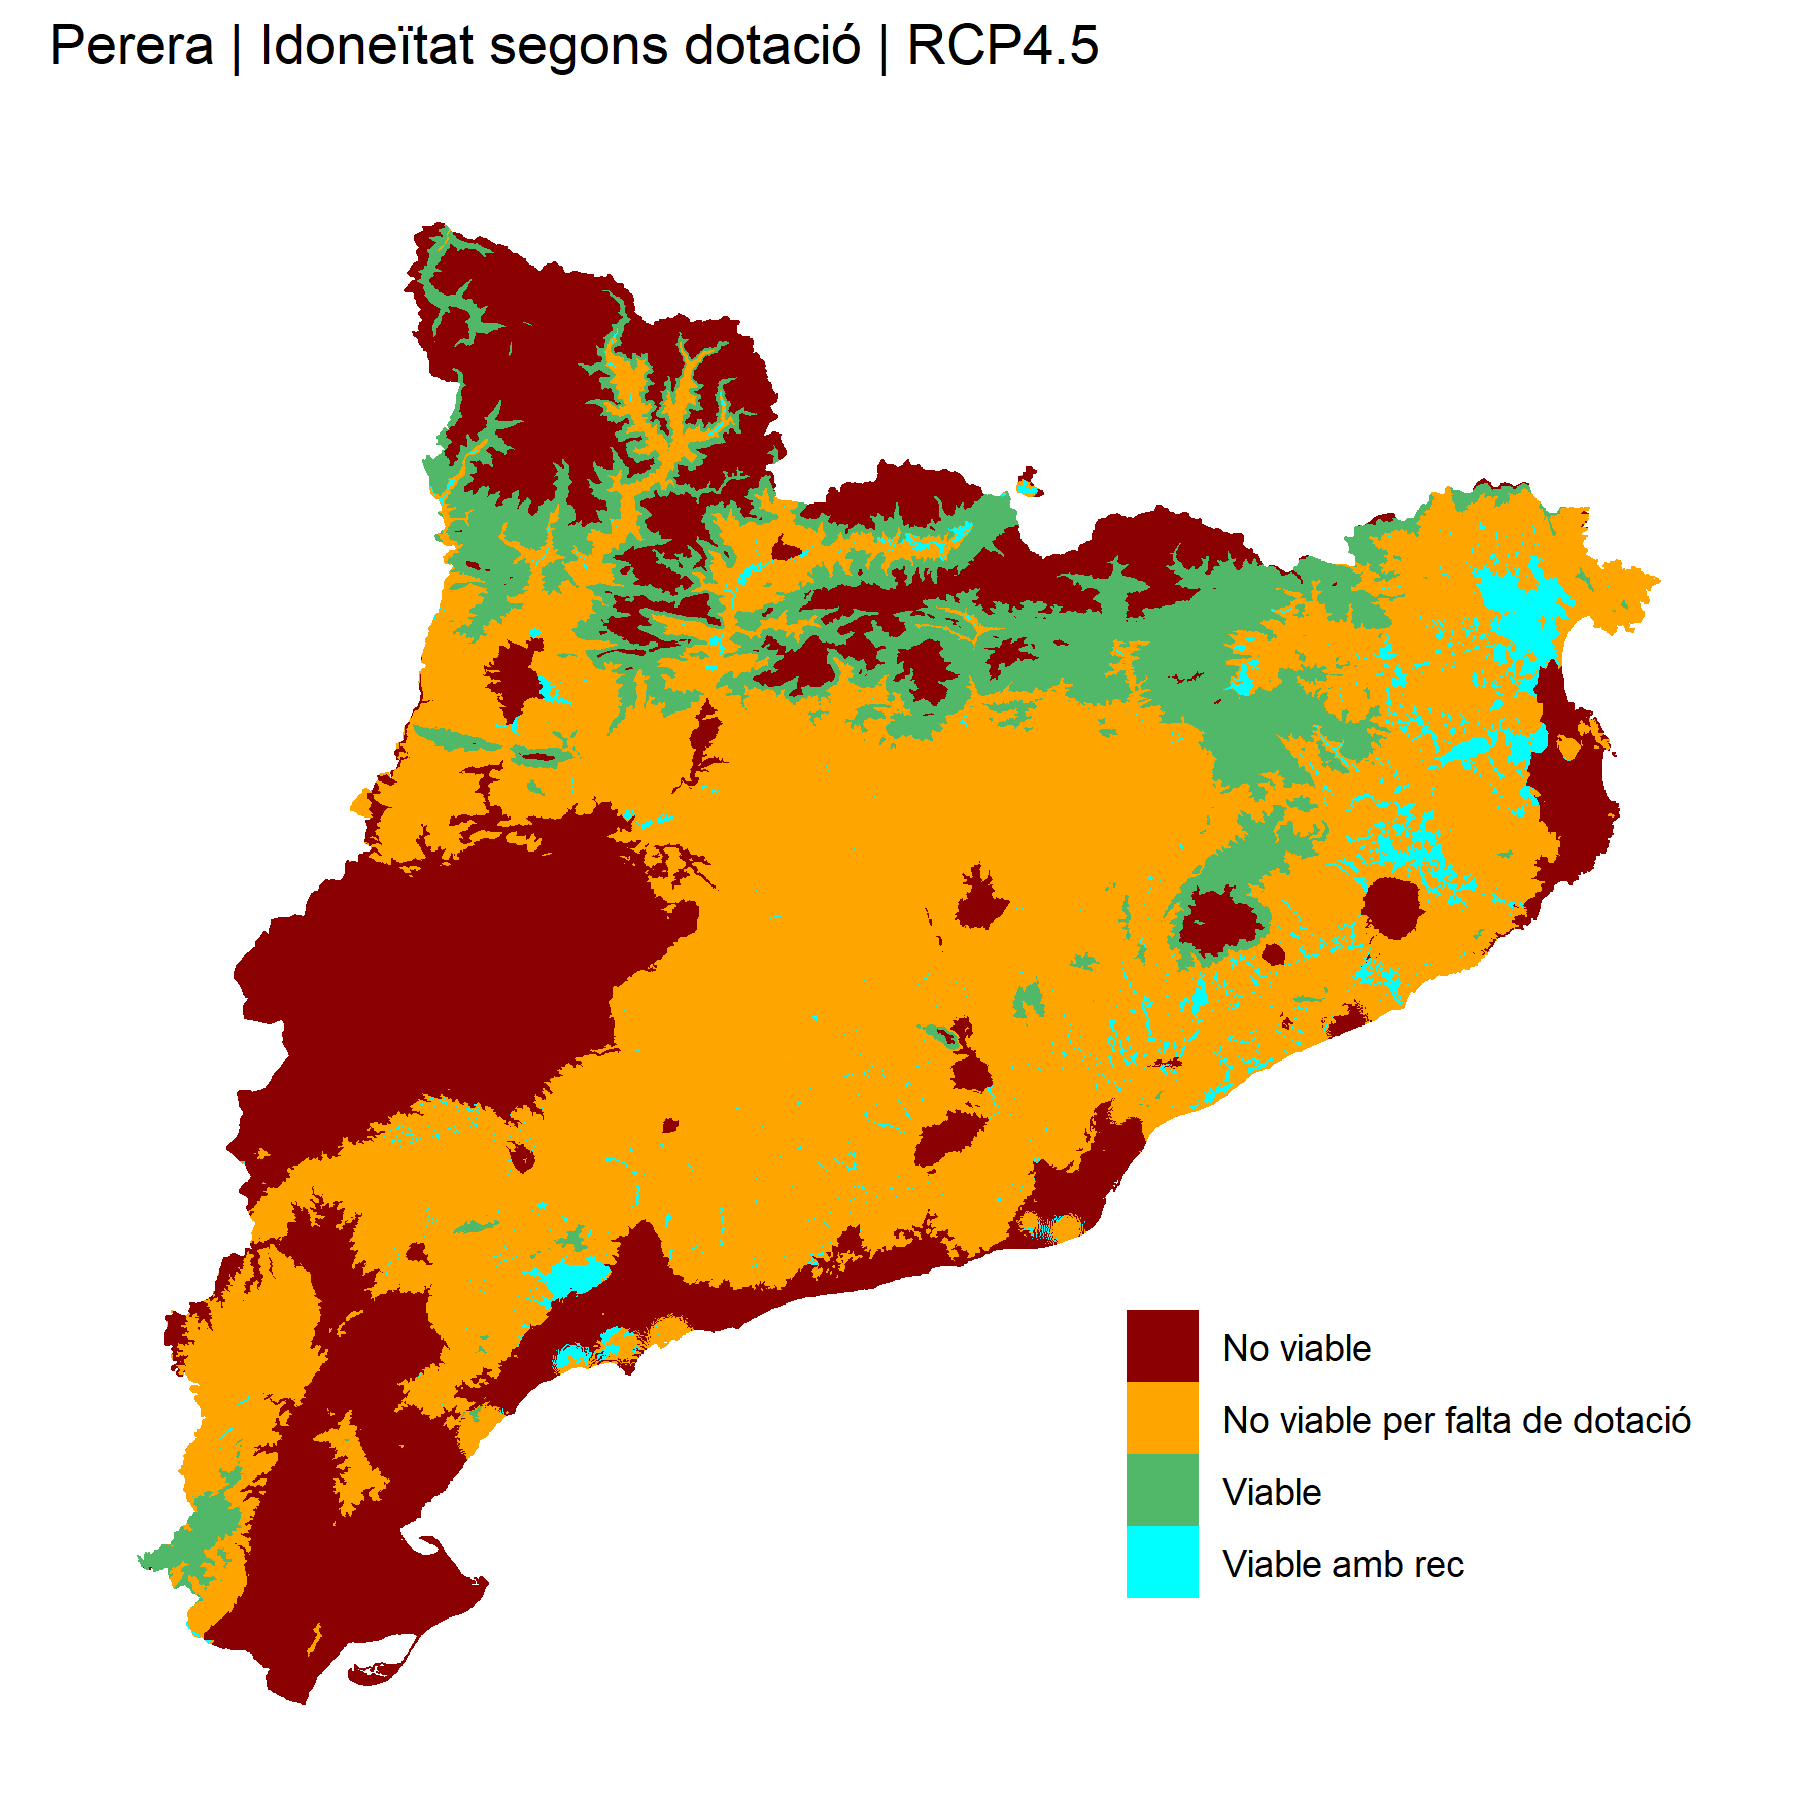 Perera | Idoneïtat segons dotació | RCP4.5
No viable
No viable per falta de dotació
Viable
Viable amb rec